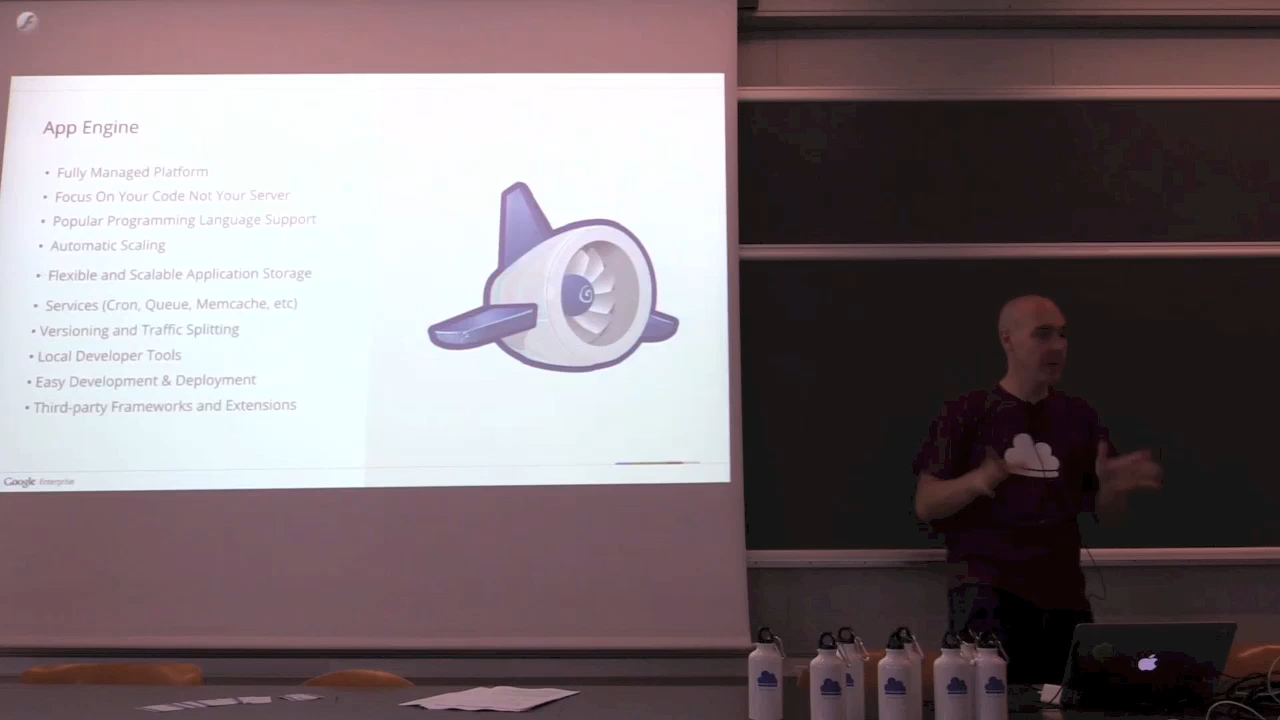 App Engine
• Fully Managed Platform
• Focus On Your Code Not Your Server
• Popular Programming Language Support
• Automatic Scaling
• Flexible and Scalable Application Storage
• Services (Cron, Queue, Memcache, etc)
• Versioning and Traffic Splitting
• Local Developer Tools
• Easy Development & Deployment
• Third-party Frameworks and Extensions
Google Enterprise